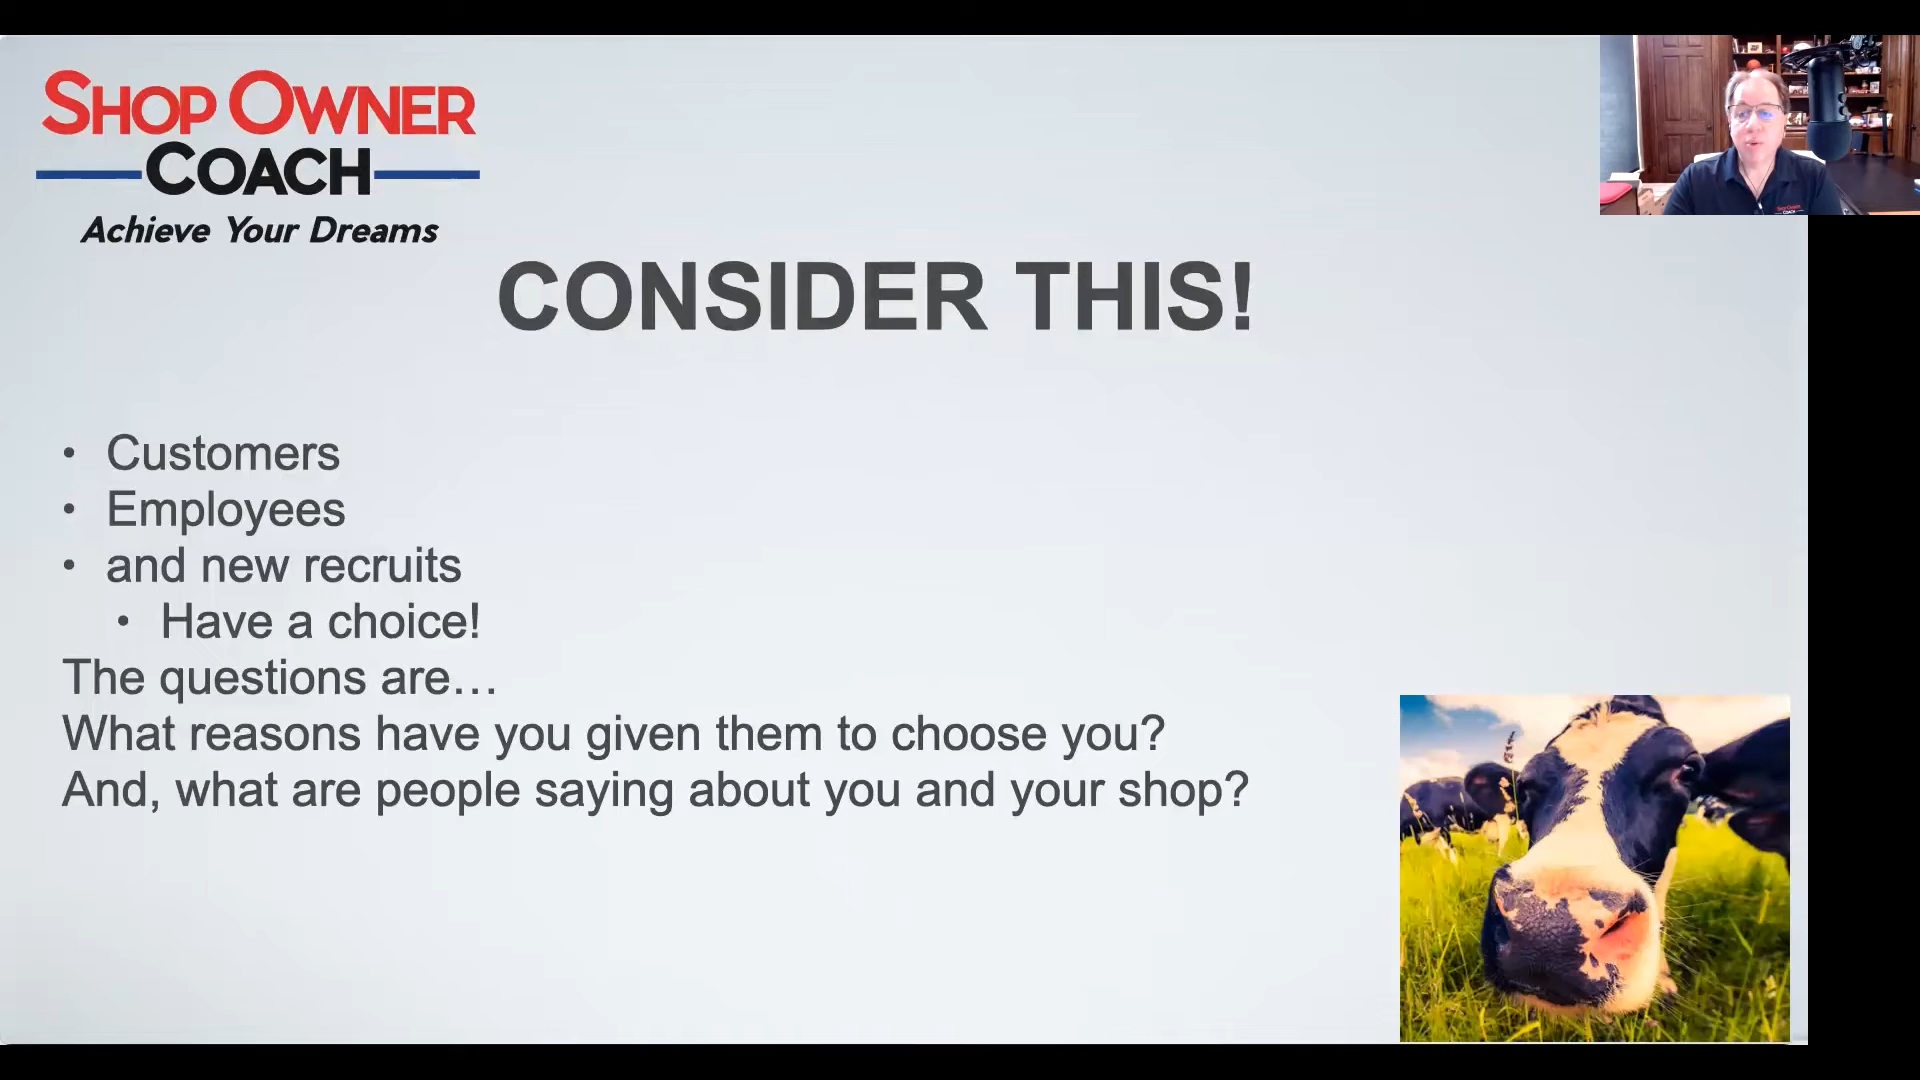 SHOP OWNER
COACH
Achieve Your Dreams
CONSIDER THIS!
• Customers
• Employees
• and new recruits
• Have a choice!
The questions are…
What reasons have you given them to choose you?
And, what are people saying about you and your shop?